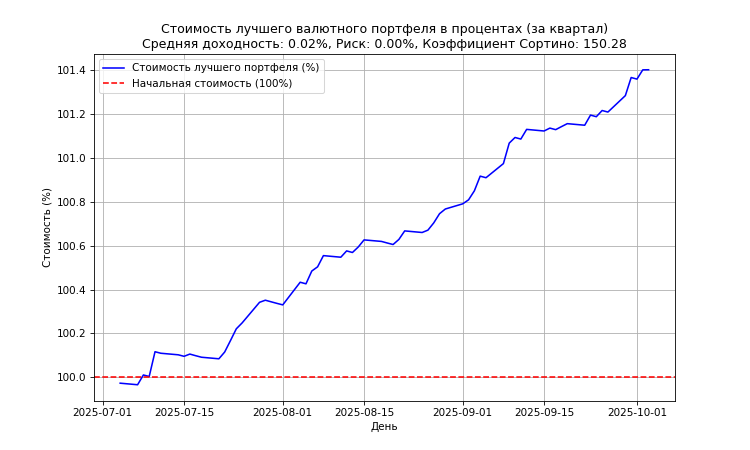 Стоимость лучшего валютного портфеля в процентах (за квартал)
Средняя доходность: 0.02%, Риск: 0.00%, Коэффициент Сортино: 150.28
Стоимость лучшего портфеля (%)
Начальная стоимость (100%)
Стоимость (%)
101.4
101.2
101.0
100.8
100.6
100.4
100.2
100.0
2025-07-01 2025-07-15 2025-08-01 2025-08-15 2025-09-01 2025-09-15 2025-10-01
День